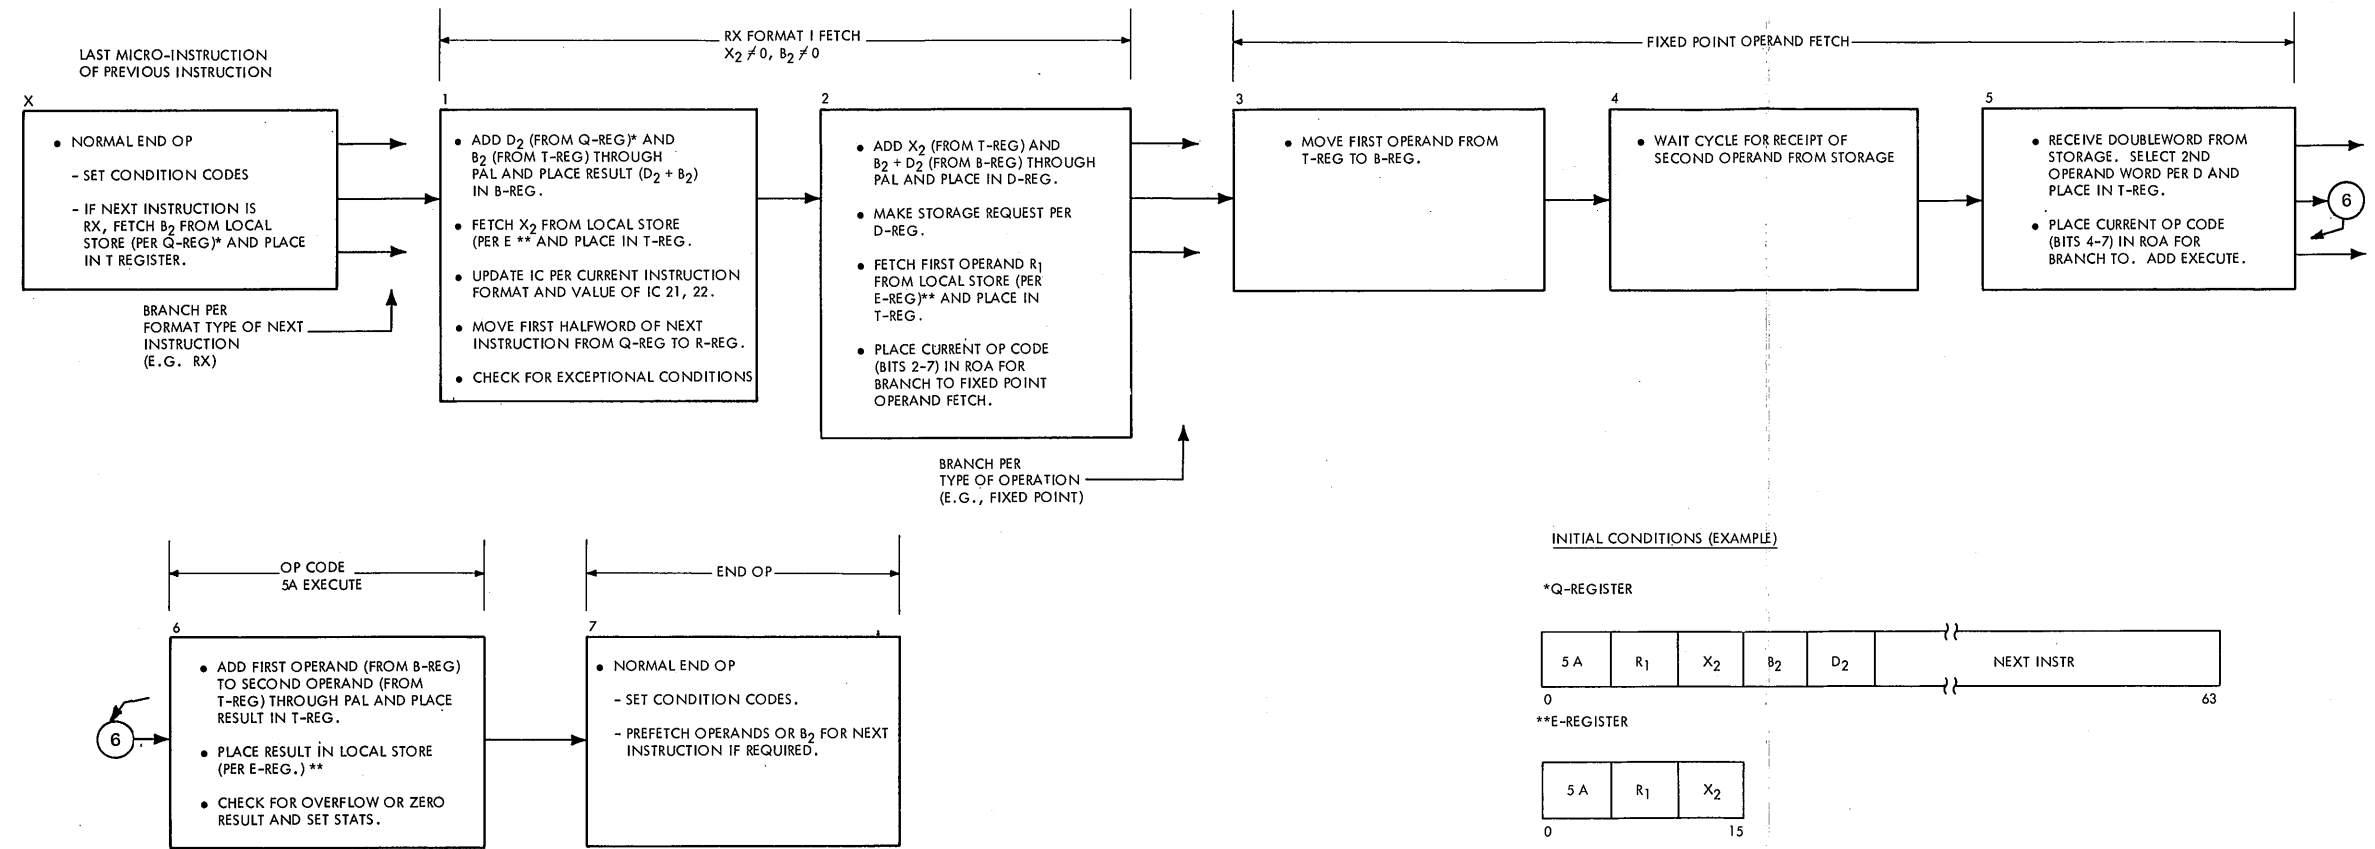 LAST MICRO-INSTRUCTION
OF PREVIOUS INSTRUCTION
RX FORMAT I FETCH
X2 ≠ 0, B2 ≠ 0
FIXED POINT OPERAND FETCH
X
• NORMAL END OP
- SET CONDITION CODES
- IF NEXT INSTRUCTION IS
RX, FETCH B2 FROM LOCAL
STORE (PER Q-REG)* AND PLACE
IN T REGISTER.
BRANCH PER
FORMAT TYPE OF NEXT
INSTRUCTION
(E.G. RX)
1
• ADD D2 (FROM Q-REG)* AND
B2 (FROM T-REG) THROUGH
PAL AND PLACE RESULT (D2 + B2)
IN B-REG.
• FETCH X2 FROM LOCAL STORE
(PER E ** AND PLACE IN T-REG.
• UPDATE IC PER CURRENT INSTRUCTION
FORMAT AND VALUE OF IC 21, 22.
• MOVE FIRST HALFWORD OF NEXT
INSTRUCTION FROM Q-REG TO R-REG.
• CHECK FOR EXCEPTIONAL CONDITIONS
2
• ADD X2 (FROM T-REG) AND
B2 + D2 (FROM B-REG) THROUGH
PAL AND PLACE IN D-REG.
• MAKE STORAGE REQUEST PER
D-REG.
• FETCH FIRST OPERAND R1
FROM LOCAL STORE (PER
E-REG)** AND PLACE IN
T-REG.
• PLACE CURRENT OP CODE
(BITS 2-7) IN ROA FOR
BRANCH TO FIXED POINT
OPERAND FETCH.
BRANCH PER
TYPE OF OPERATION
(E.G., FIXED POINT)
3
• MOVE FIRST OPERAND FROM
T-REG TO B-REG.
4
• WAIT CYCLE FOR RECEIPT OF
SECOND OPERAND FROM STORAGE
5
• RECEIVE DOUBLEWORD FROM
STORAGE. SELECT 2ND
OPERAND WORD PER D AND
PLACE IN T-REG.
• PLACE CURRENT OP CODE
(BITS 4-7) IN ROA FOR
BRANCH TO. ADD EXECUTE.
6
OP CODE
5A EXECUTE
END OP
6
6
• ADD FIRST OPERAND (FROM B-REG)
TO SECOND OPERAND (FROM
T-REG) THROUGH PAL AND PLACE
RESULT IN T-REG.
• PLACE RESULT IN LOCAL STORE
(PER E-REG.) **
• CHECK FOR OVERFLOW OR ZERO
RESULT AND SET STATS.
7
• NORMAL END OP
- SET CONDITION CODES.
- PREFETCH OPERANDS OR B2 FOR NEXT
INSTRUCTION IF REQUIRED.
INITIAL CONDITIONS (EXAMPLE)
*Q-REGISTER
5 A R1 X2 B2 D2 NEXT INSTR
0 63
**E-REGISTER
5 A R1 X2
0 15